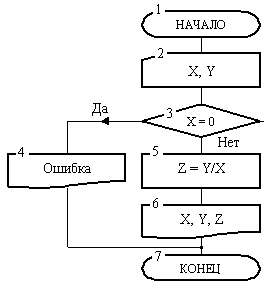 1
НАЧАЛО
2
X, Y
3
X = 0
Да
Нет
4
Ошибка
5
Z = Y/X
6
X, Y, Z
7
КОНЕЦ